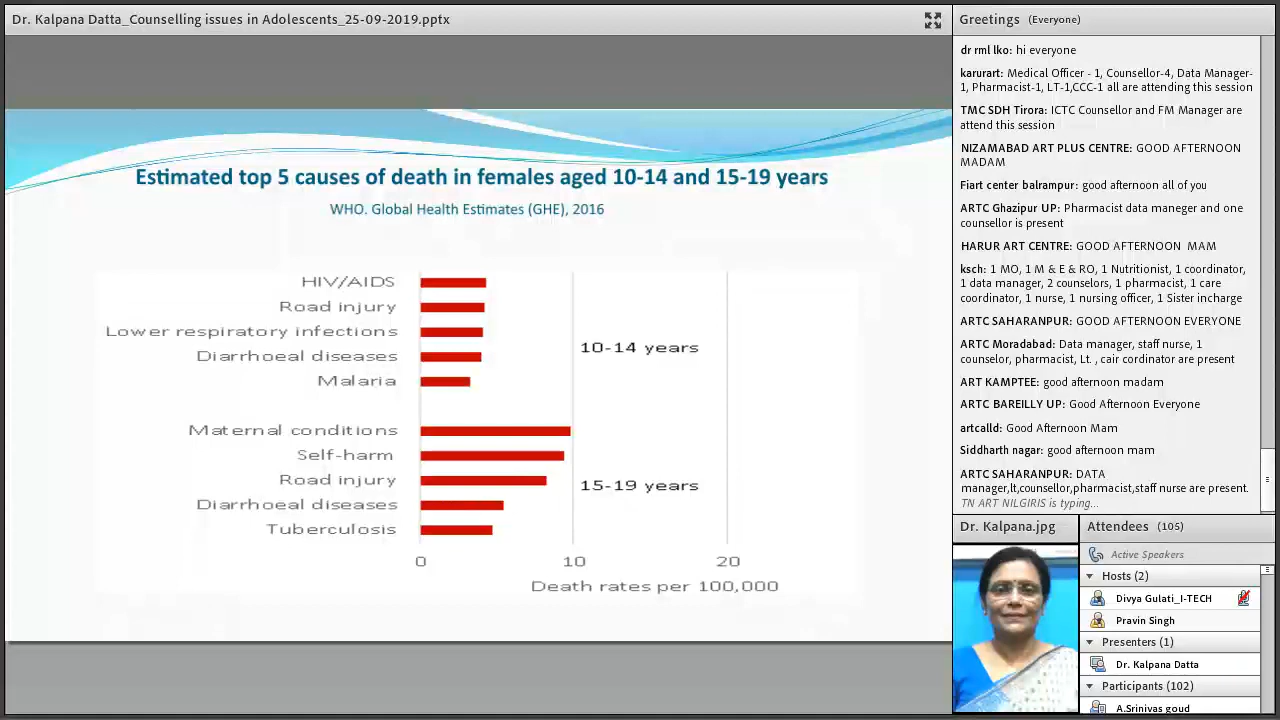 Dr. Kalpana Datta_Counselling issues in Adolescents_25-09-2019.pptx
Estimated top 5 causes of death in females aged 10-14 and 15-19 years
WHO. Global Health Estimates (GHE), 2016
HIV/AIDS
Road injury
Lower respiratory infections
Diarrhoeal diseases
Malaria
10-14 years
Maternal conditions
Self-harm
Road injury
Diarrhoeal diseases
Tuberculosis
15-19 years
0 10 20
Death rates per 100,000
Greetings (Everyone)
dr rml lko: hi everyone
karurart: Medical Officer - 1, Counsellor-4, Data Manager-
1, Pharmacist-1, LT-1,CCC-1 all are attending this session
TMC SDH Tirora: ICTC Counsellor and FM Manager are
attend this session
NIZAMABAD ART PLUS CENTRE: GOOD AFTERNOON
MADAM
Fiart center balrampur: good afternoon all of you
ARTC Ghazipur UP: Pharmacist data maneger and one
counsellor is present
HARUR ART CENTRE: GOOD AFTERNOON MAM
ksch: 1 MO, 1 M & E & RO, 1 Nuitritionist, 1 coordinator,
1 data manager, 2 counselors, 1 pharmacist, 1 care
coordinator, 1 nurse, 1 nursing officer, 1 Sister incharge
ARTC SAHARANPUR: GOOD AFTERNOON EVERYONE
ARTC Moradabad: Data manager, staff nurse, 1
counselor, pharmacist, Lt. , cair cordinator are present
ART KAMPTEE: good afternoon madam
ARTC BAREILLY UP: Good Afternoon Everyone
artcalld: Good Afternoon Mam
Siddharth nagar: good afternoon mam
ARTC SAHARANPUR: DATA
manager,lt,counsellor,pharmacist,staff nurse are present.
TN ART NILGIRIS is typing...
Dr. Kalpana.jpg
Attendees (105)
Active Speakers
Hosts (2)
Divya Gulati_I-TECH
Pravin Singh
Presenters (1)
Dr. Kalpana Datta
Participants (102)
A.Srinivas goud